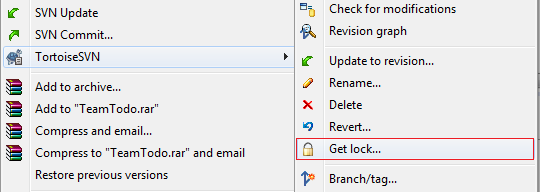 SVN Update
SVN Commit...
TortoiseSVN
Add to archive...
Add to "TeamTodo.rar"
Compress and email...
Compress to "TeamTodo.rar" and email
Restore previous versions
Check for modifications
Revision graph
Update to revision...
Rename...
Delete
Revert...
Get lock...
Branch/tag...